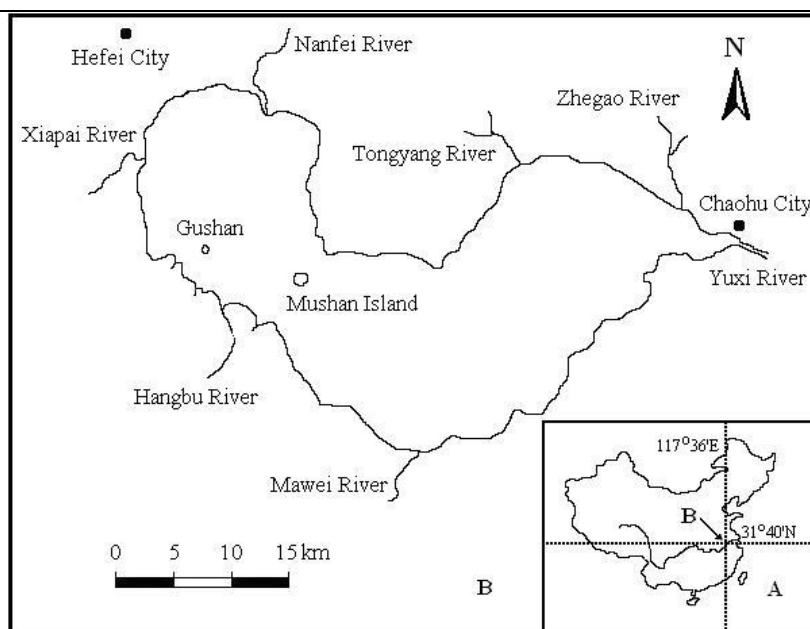 Hefei City
Nanfei River
N
Zhegao River
Xiapai River
Tongyang River
Chaohu City
Gushan
Yuxi River
Mushan Island
Hangbu River
Mawei River
117°36'E
B
31°40'N
0 5 10 15 km
B
A